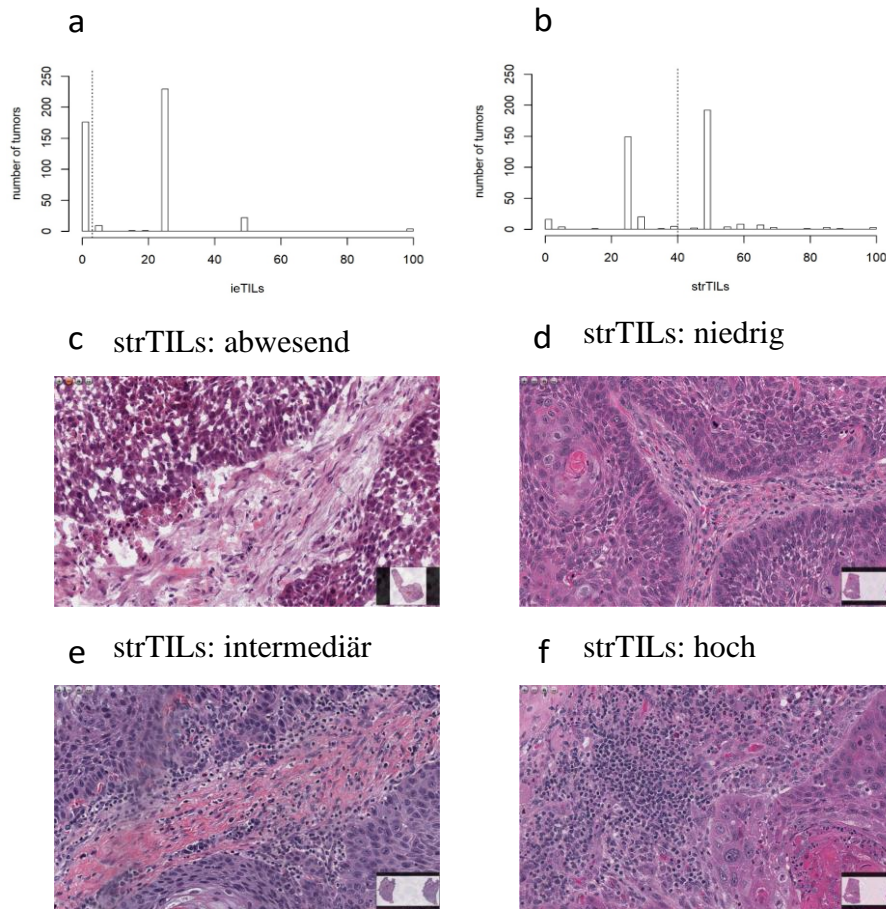 a
number of tumors
250
200
150
100
50
0
0 20 40 60 80 100
ieTILs
b
number of tumors
250
200
150
100
50
0
0 20 40 60 80 100
strTILs
c strTILs: abwesend
d strTILs: niedrig
e strTILs: intermediär
f strTILs: hoch